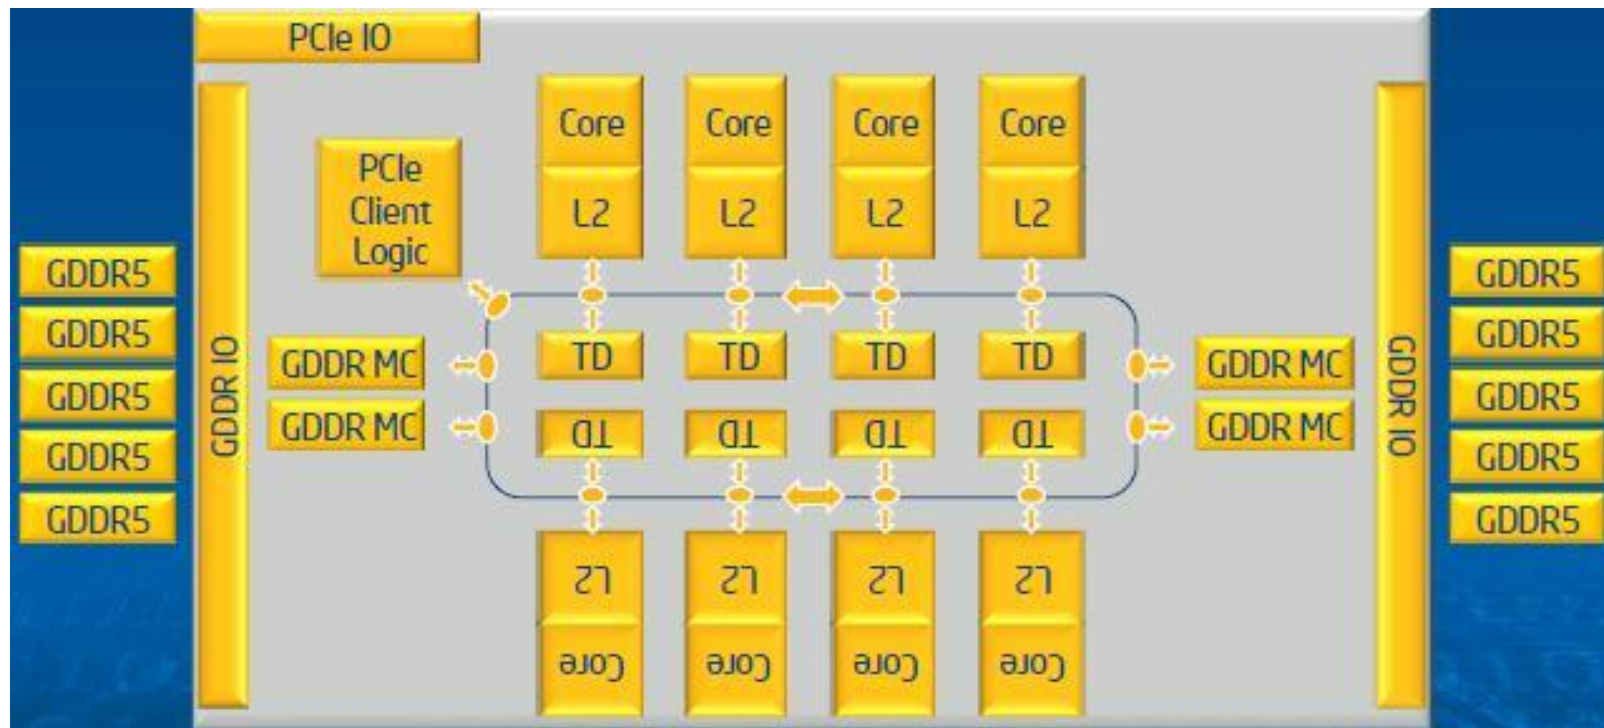 PCIe IO
Core Core Core Core
PCIe
Client
Logic
L2 L2 L2 L2
GDDR5 GDDR5
GDDR5 GDDR5
GDDR5 GDDR5
GDDR5 GDDR5
GDDR5 GDDR5
GDDR IO
GDDR MC
GDDR MC
TD TD TD TD
TD TD TD TD
GDDR MC
GDDR MC
GDDR IO
L2 L2 L2 L2
Core Core Core Core